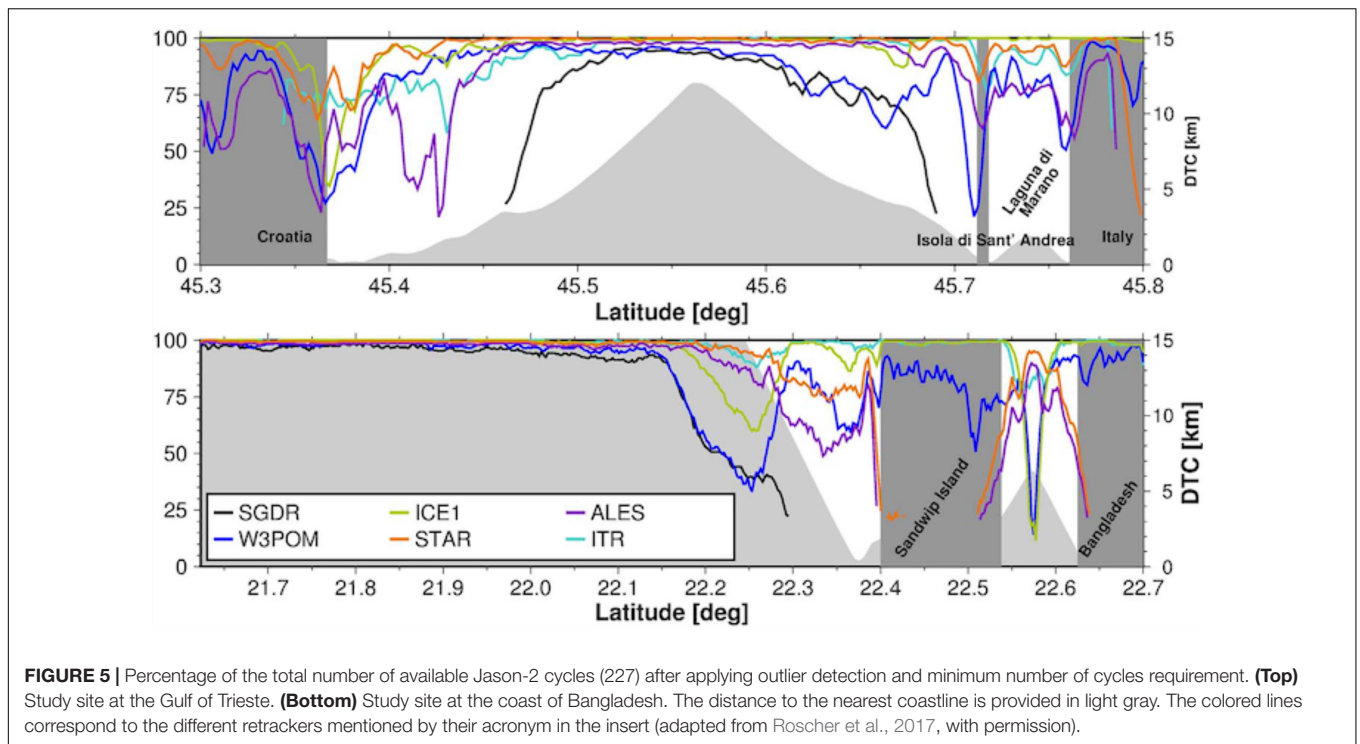 100
75
50
25
0
15
10
5
0
DTC [km]
Croatia
Isola di Sant' Andrea
Laguna di
Marano
Italy
45.3 45.4 45.5 45.6 45.7 45.8
Latitude [deg]
100
75
50
25
0
15
10
5
0
DTC [km]
Sandwip Island
Bangladesh
SGDR ICE1 ALES
W3POM STAR ITR
21.7 21.8 21.9 22.0 22.1 22.2 22.3 22.4 22.5 22.6 22.7
Latitude [deg]
FIGURE 5 | Percentage of the total number of available Jason-2 cycles (227) after applying outlier detection and minimum number of cycles requirement. (Top)
Study site at the Gulf of Trieste. (Bottom) Study site at the coast of Bangladesh. The distance to the nearest coastline is provided in light gray. The colored lines
correspond to the different retrackers mentioned by their acronym in the insert (adapted from Roscher et al., 2017, with permission).